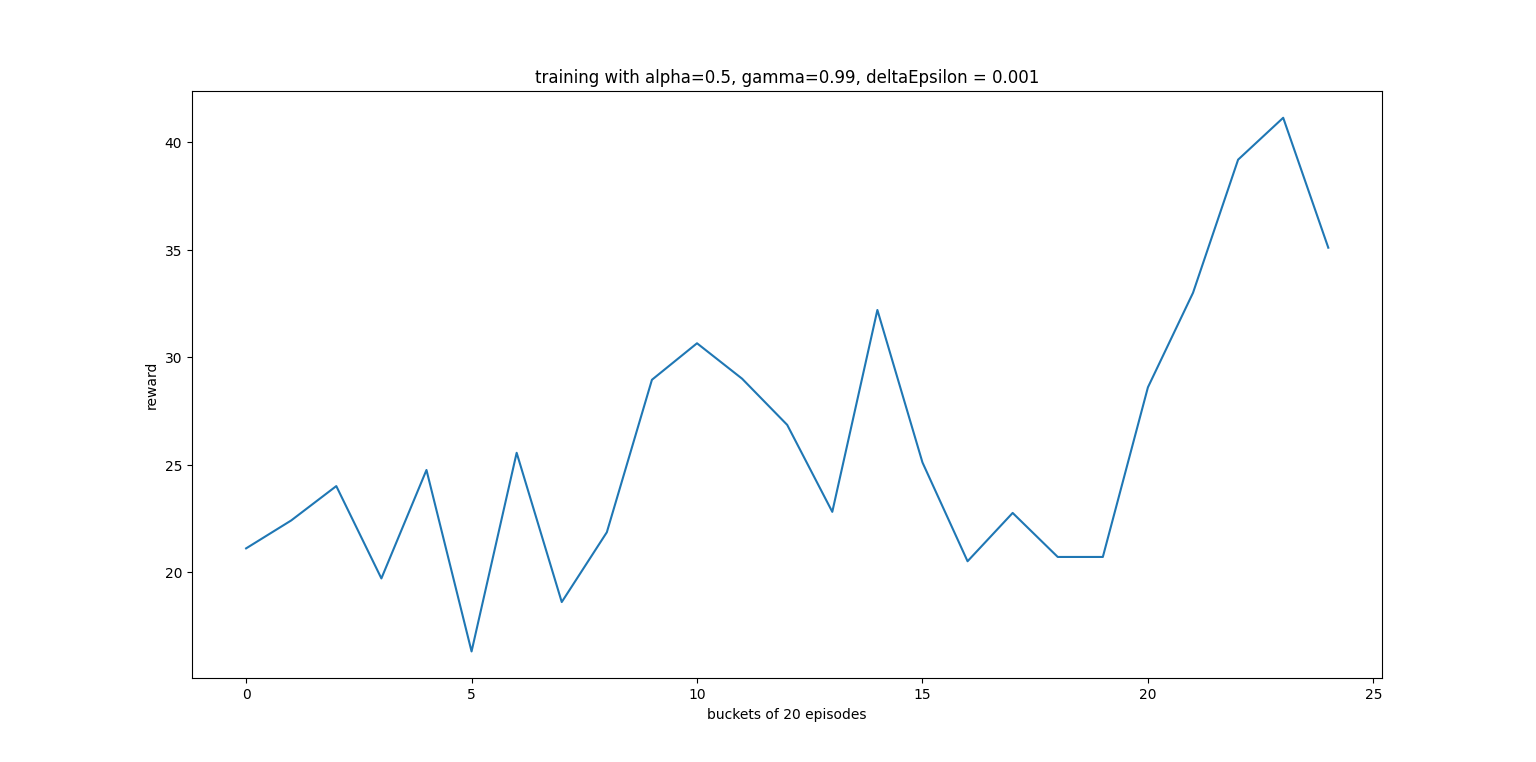 training with alpha=0.5, gamma=0.99, deltaEpsilon = 0.001
40
35
30
25
20
reward
0 5 10 15 20 25
buckets of 20 episodes